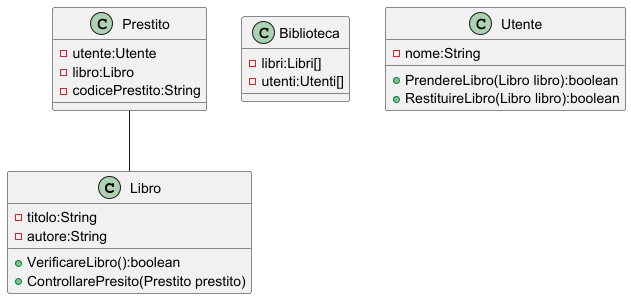 C Prestito
utente:Utente
libro:Libro
codicePrestito:String
C Biblioteca
libri:Libri[]
utenti:Utenti[]
C Utente
nome:String
PrendereLibro(Libro libro):boolean
RestituireLibro(Libro libro):boolean
C Libro
titolo:String
autore:String
VerificareLibro():boolean
ControllarePresito(Prestito prestito)